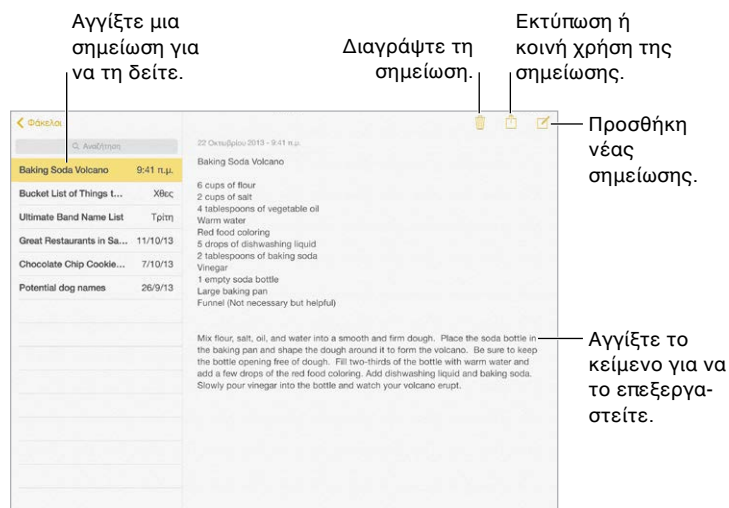 Αγγίξτε μια
σημείωση για
να τη δείτε.
Διαγράψτε τη
σημείωση.
Εκτύπωση ή
κοινή χρήση της
σημείωσης.
Προσθήκη
νέας
σημείωσης.
Φάκελοι
Αναζήτηση
Baking Soda Volcano 9:41 π.μ.
Bucket List of Things t... Χθες
Ultimate Band Name List Τρίτη
Great Restaurants in Sa... 11/10/13
Chocolate Chip Cookie... 7/10/13
Potential dog names 26/9/13
22 Οκτωβρίου 2013 - 9:41 π.μ.
Baking Soda Volcano
6 cups of flour
2 cups of salt
4 tablespoons of vegetable oil
Warm water
Red food coloring
5 drops of dishwashing liquid
2 tablespoons of baking soda
Vinegar
1 empty soda bottle
Large baking pan
Funnel (Not necessary but helpful)
Mix flour, salt, oil, and water into a smooth and firm dough. Place the soda bottle in
the baking pan and shape the dough around it to form the volcano. Be sure to keep
the bottle opening free of dough. Fill two-thirds of the bottle with warm water and
add a few drops of the red food coloring. Add dishwashing liquid and baking soda.
Slowly pour vinegar into the bottle and watch your volcano erupt.
Αγγίξτε το
κείμενο για να
το επεξεργα-
στείτε.